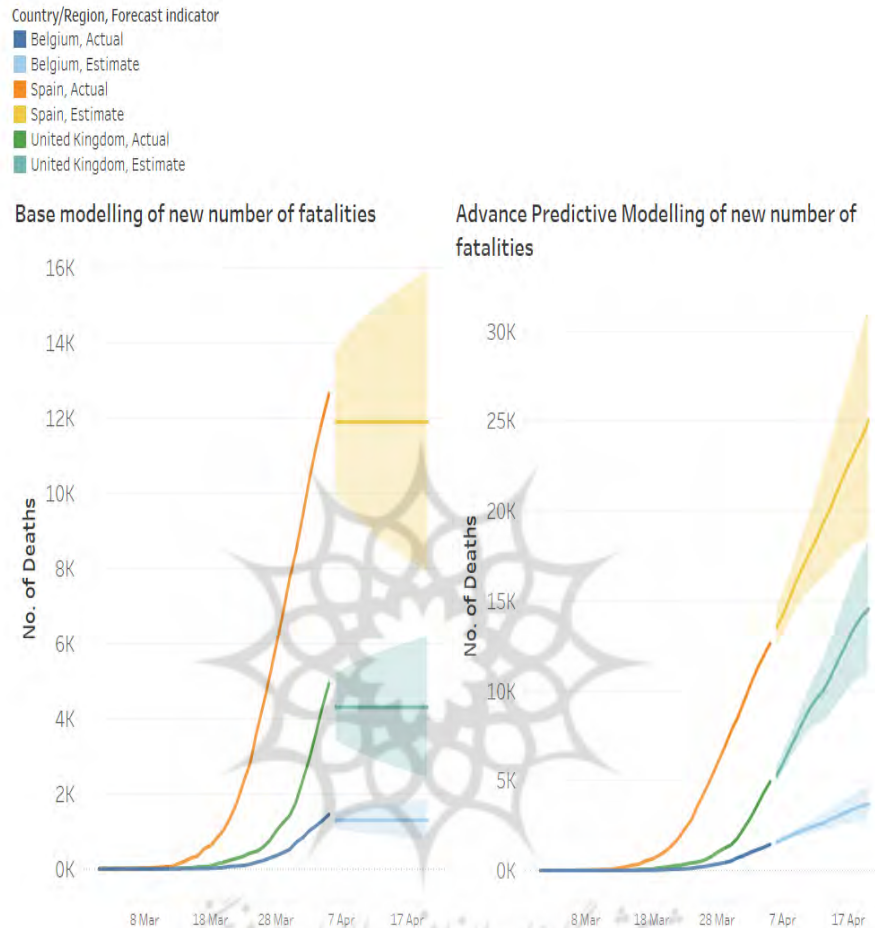 Country/Region, Forecast indicator
Belgium, Actual
Belgium, Estimate
Spain, Actual
Spain, Estimate
United Kingdom, Actual
United Kingdom, Estimate
Base modelling of new number of fatalities
16K
14K
12K
10K
8K
6K
4K
2K
0K
No. of Deaths
8 Mar 18 Mar 28 Mar 7 Apr 17 Apr
Advance Predictive Modelling of new number of
fatalities
30K
25K
20K
15K
10K
5K
0K
No. of Deaths
8 Mar 18 Mar 28 Mar 7 Apr 17 Apr